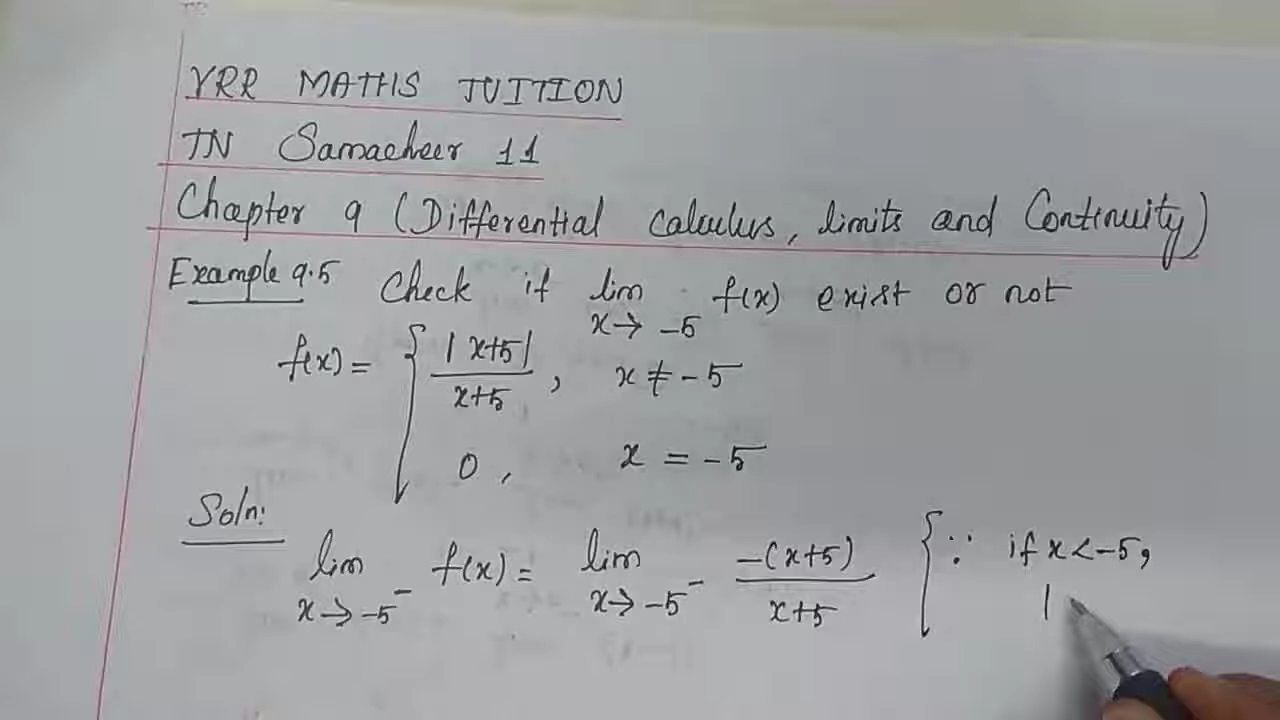 YRR MATHS TUITION
TN Samacheer 11
Chapter 9 (Differential Calculus, limits and Continuity)
Example 9.5 Check if lim x→ -5 f(x) exist or not
f(x) = { |x+5| / x+5 , x ≠ -5
0 , x = -5
Soln:
lim x→ -5⁻ f(x) = lim x→ -5⁻ -(x+5) / x+5 { ∵ if x < -5,
|